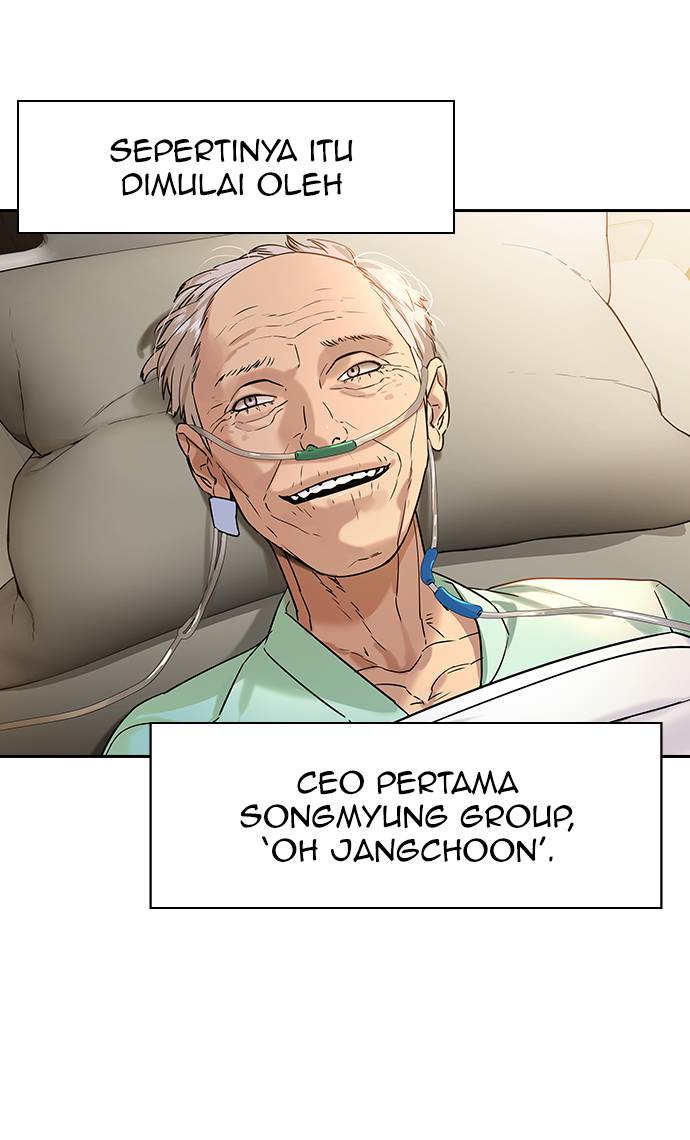 SEPERTINYA ITU
DIMULAI OLEH
CEO PERTAMA
SONGMYUNG GROUP,
‘OH JANGCHOON’.